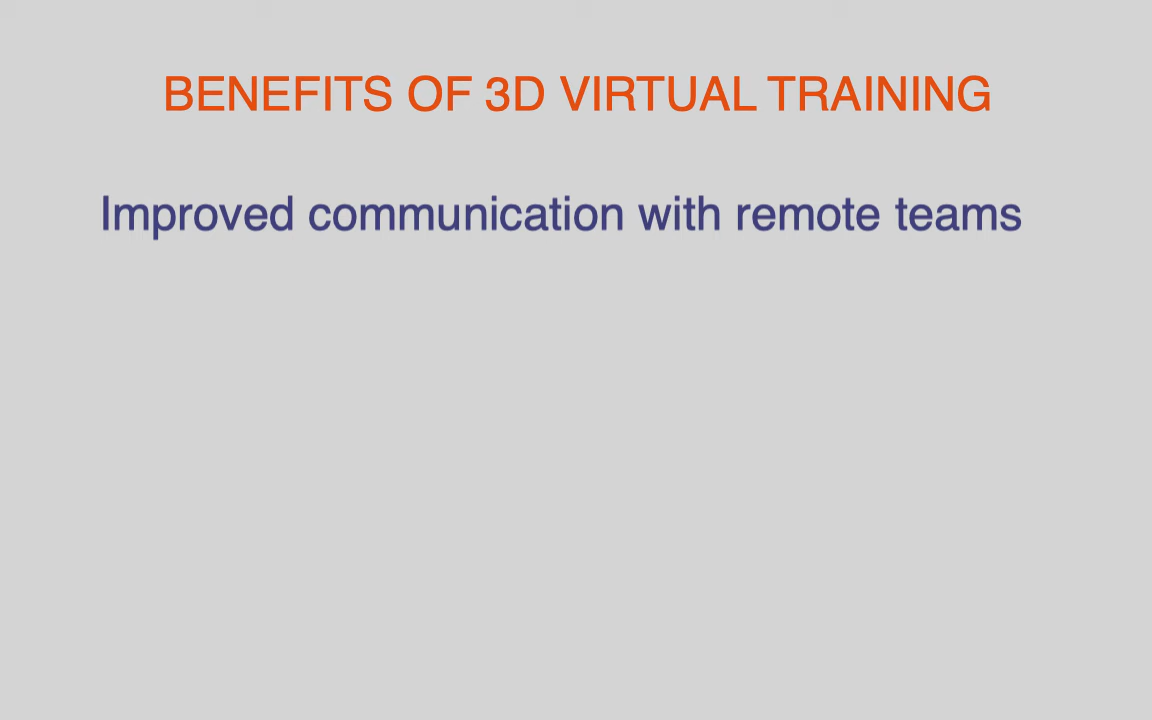 BENEFITS OF 3D VIRTUAL TRAINING
Improved communication with remote teams